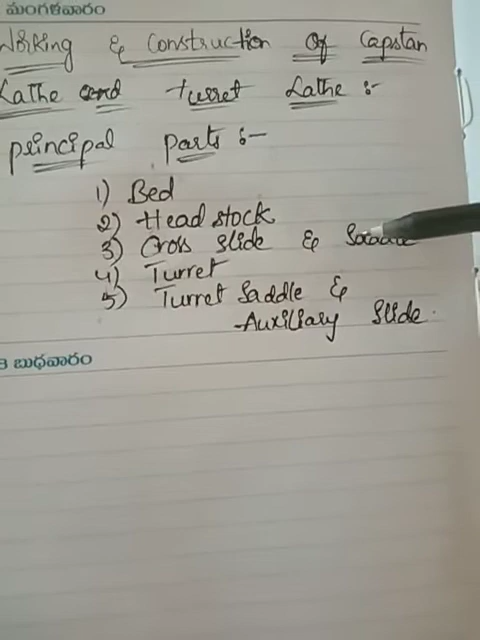 మంగళవారం
Working & Construction Of Capstan
Lathe and turret Lathe :-
principal Parts :-
1) Bed
2) Head stock
3) Cross slide & Saddle
4) Turret
5) Turret Saddle &
-Auxiliary Slide.
3 బుధవారం